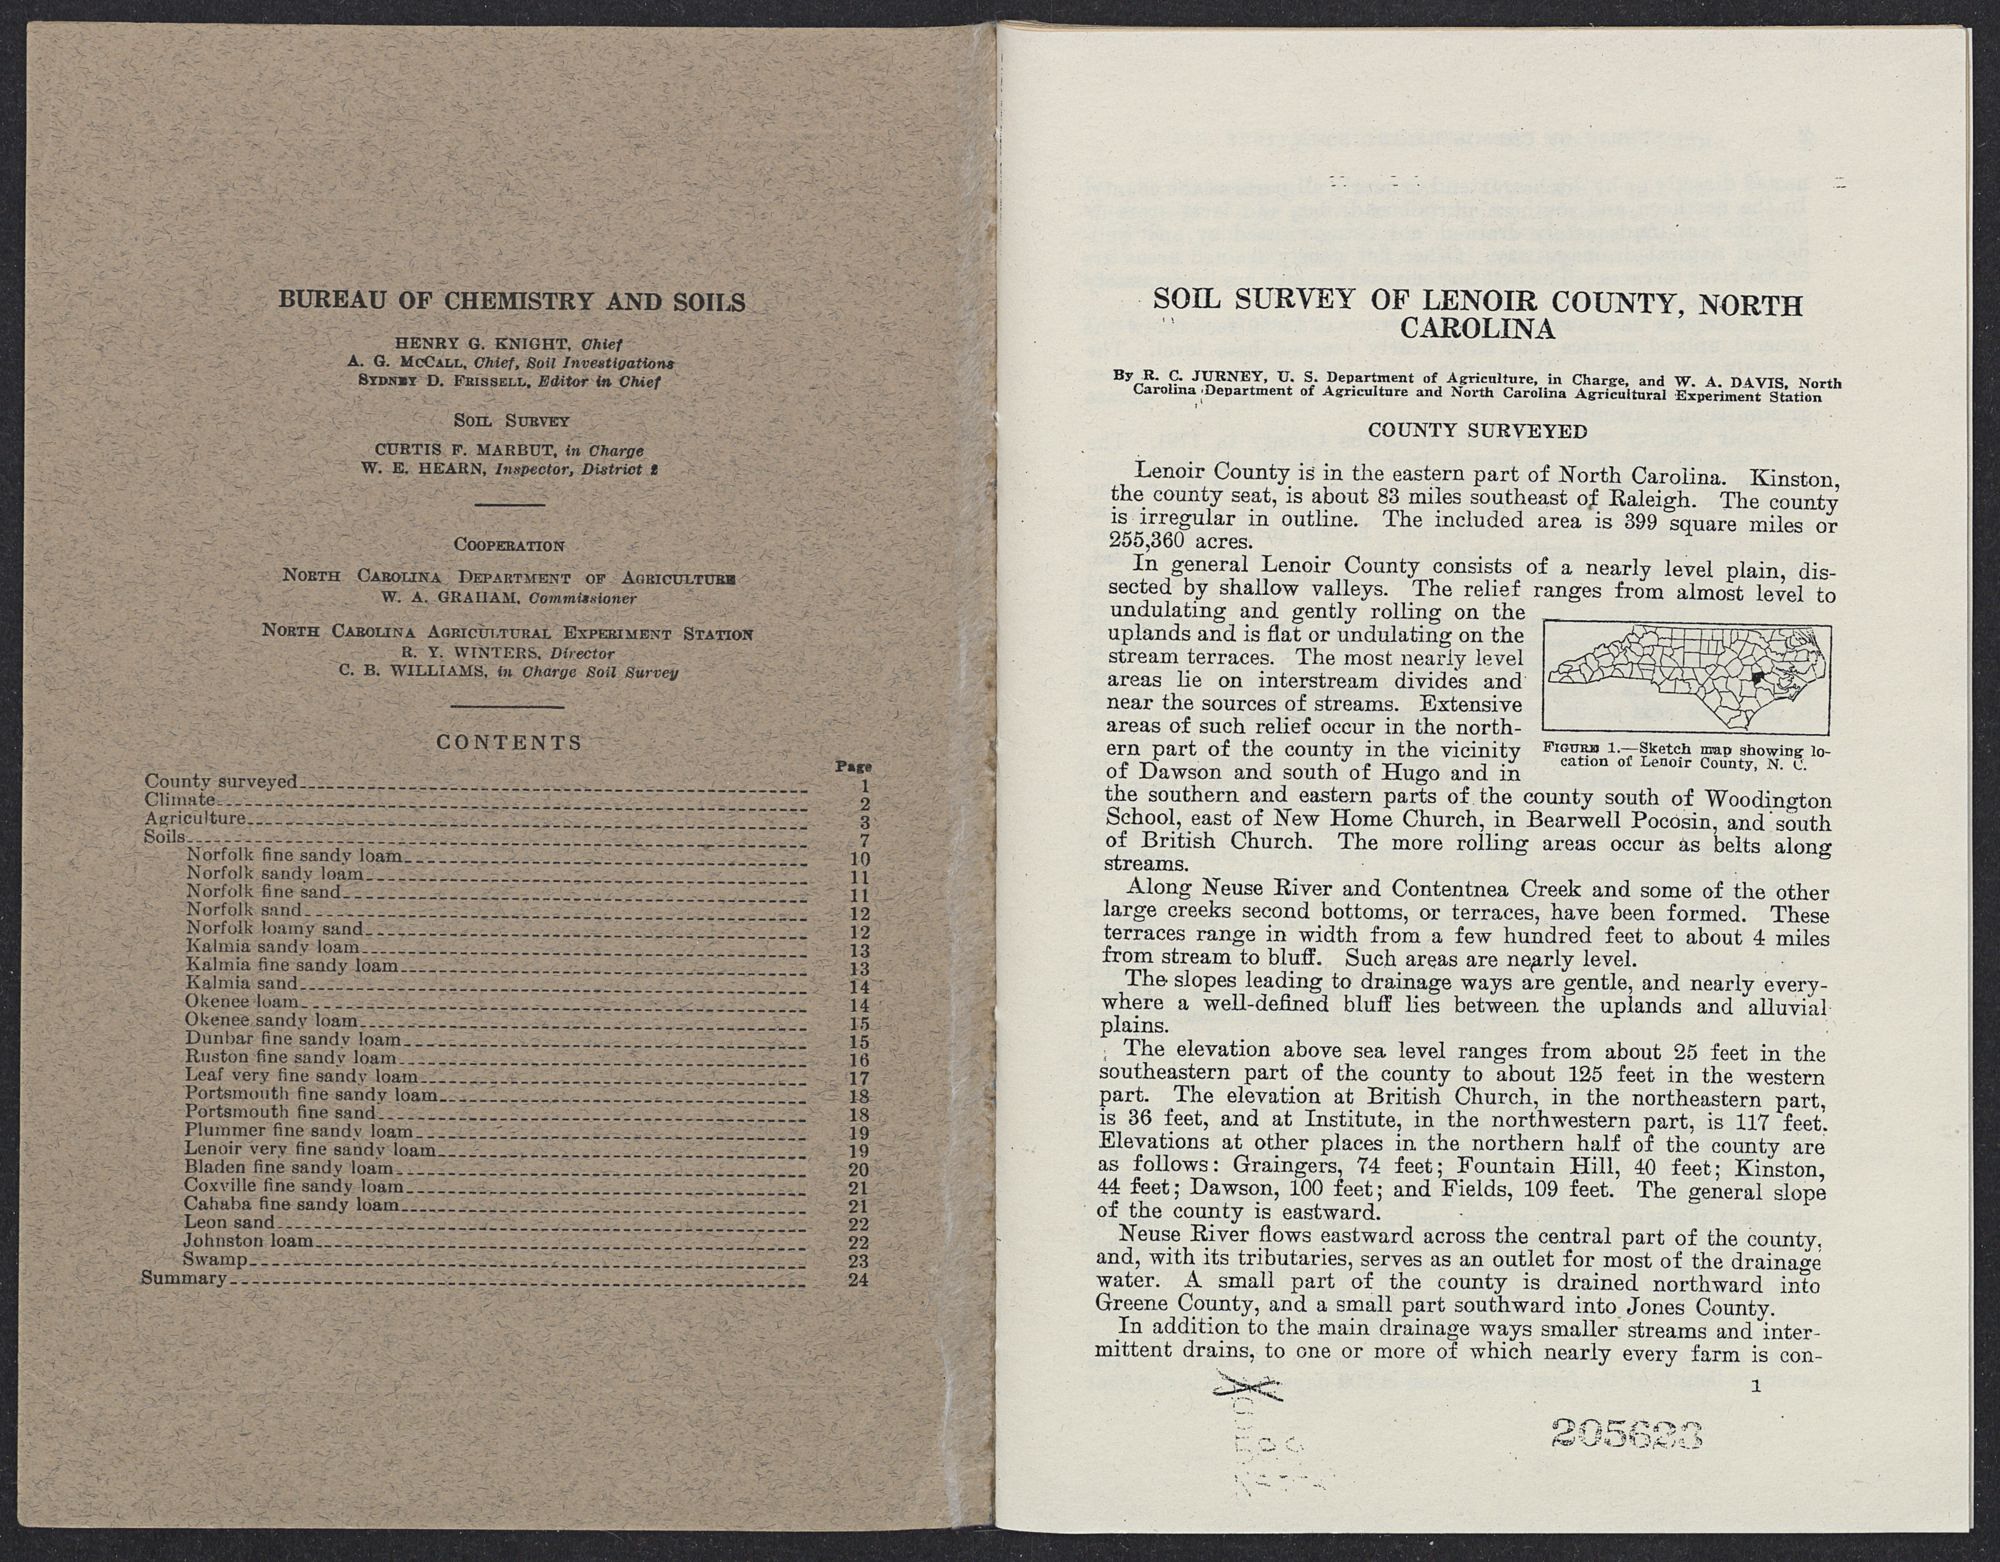 BUREAU OF CHEMISTRY AND SOILS
HENRY G. KNIGHT, Chief
A. G. McCALL, Chief, Soil Investigations
SYDNEY D. FRISSELL, Editor in Chief
SOIL SURVEY
CURTIS F. MARBUT, in Charge
W. E. HEARN, Inspector, District 2
COOPERATION
NORTH CAROLINA DEPARTMENT OF AGRICULTURE
W. A. GRAHAM, Commissioner
NORTH CAROLINA AGRICULTURAL EXPERIMENT STATION
R. Y. WINTERS, Director
C. B. WILLIAMS, in Charge Soil Survey
CONTENTS
Page
County surveyed 1
Climate 2
Agriculture 3
Soils 7
Norfolk fine sandy loam 10
Norfolk sandy loam 11
Norfolk fine sand 11
Norfolk sand 12
Norfolk loamy sand 12
Kalmia sandy loam 13
Kalmia fine sandy loam 13
Kalmia sand 14
Okenee loam 14
Okenee sandy loam 15
Dunbar fine sandy loam 15
Ruston fine sandy loam 16
Leaf very fine sandy loam 17
Portsmouth fine sandy loam 18
Portsmouth fine sand 18
Plummer fine sandy loam 19
Lenoir very fine sandy loam 19
Bladen fine sandy loam 20
Coxville fine sandy loam 21
Cahaba fine sandy loam 21
Leon sand 22
Johnston loam 22
Swamp 23
Summary 24
SOIL SURVEY OF LENOIR COUNTY, NORTH
CAROLINA
By R. C. JURNEY, U. S. Department of Agriculture, in Charge, and W. A. DAVIS, North
Carolina Department of Agriculture and North Carolina Agricultural Experiment Station
COUNTY SURVEYED
Lenoir County is in the eastern part of North Carolina. Kinston,
the county seat, is about 83 miles southeast of Raleigh. The county
is irregular in outline. The included area is 399 square miles or
255,360 acres.
In general Lenoir County consists of a nearly level plain, dis-
sected by shallow valleys. The relief ranges from almost level to
undulating and gently rolling on the
uplands and is flat or undulating on the
stream terraces. The most nearly level
areas lie on interstream divides and
near the sources of streams. Extensive
areas of such relief occur in the north-
ern part of the county in the vicinity
of Dawson and south of Hugo and in
FIGURE 1.—Sketch map showing lo-
cation of Lenoir County, N. C.
the southern and eastern parts of the county south of Woodington
School, east of New Home Church, in Bearwell Pocosin, and south
of British Church. The more rolling areas occur as belts along
streams.
Along Neuse River and Contentnea Creek and some of the other
large creeks second bottoms, or terraces, have been formed. These
terraces range in width from a few hundred feet to about 4 miles
from stream to bluff. Such areas are nearly level.
The slopes leading to drainage ways are gentle, and nearly every-
where a well-defined bluff lies between the uplands and alluvial
plains.
The elevation above sea level ranges from about 25 feet in the
southeastern part of the county to about 125 feet in the western
part. The elevation at British Church, in the northeastern part,
is 36 feet, and at Institute, in the northwestern part, is 117 feet.
Elevations at other places in the northern half of the county are
as follows: Graingers, 74 feet; Fountain Hill, 40 feet; Kinston,
44 feet; Dawson, 100 feet; and Fields, 109 feet. The general slope
of the county is eastward.
Neuse River flows eastward across the central part of the county,
and, with its tributaries, serves as an outlet for most of the drainage
water. A small part of the county is drained northward into
Greene County, and a small part southward into Jones County.
In addition to the main drainage ways smaller streams and inter-
mittent drains, to one or more of which nearly every farm is con-
1
205623